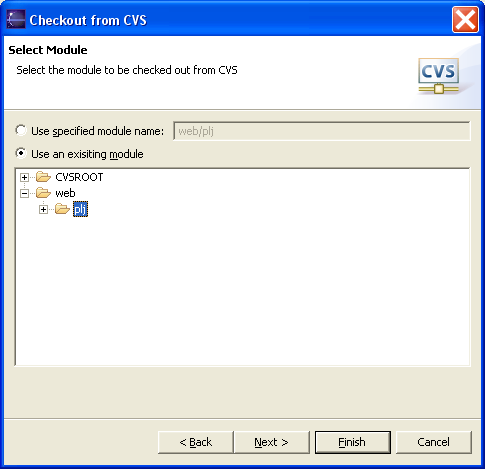 Checkout from CVS
Select Module
Select the module to be checked out from CVS
CVS
Use specified module name: web/plj
Use an exisiting module
CVSROOT
web
plj
< Back Next > Finish Cancel